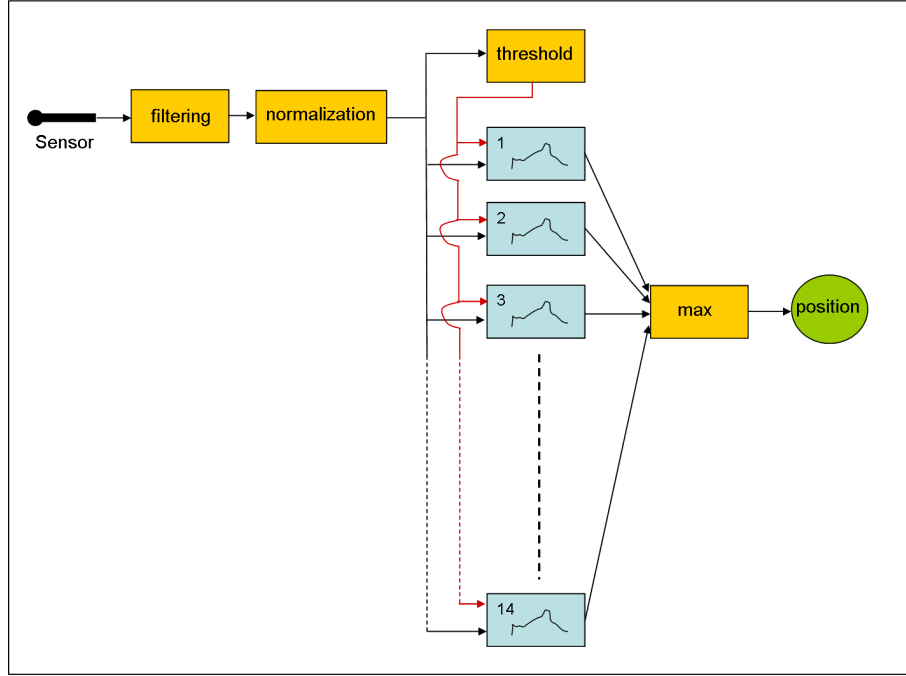 Sensor
filtering
normalization
threshold
1
2
3
14
max
position